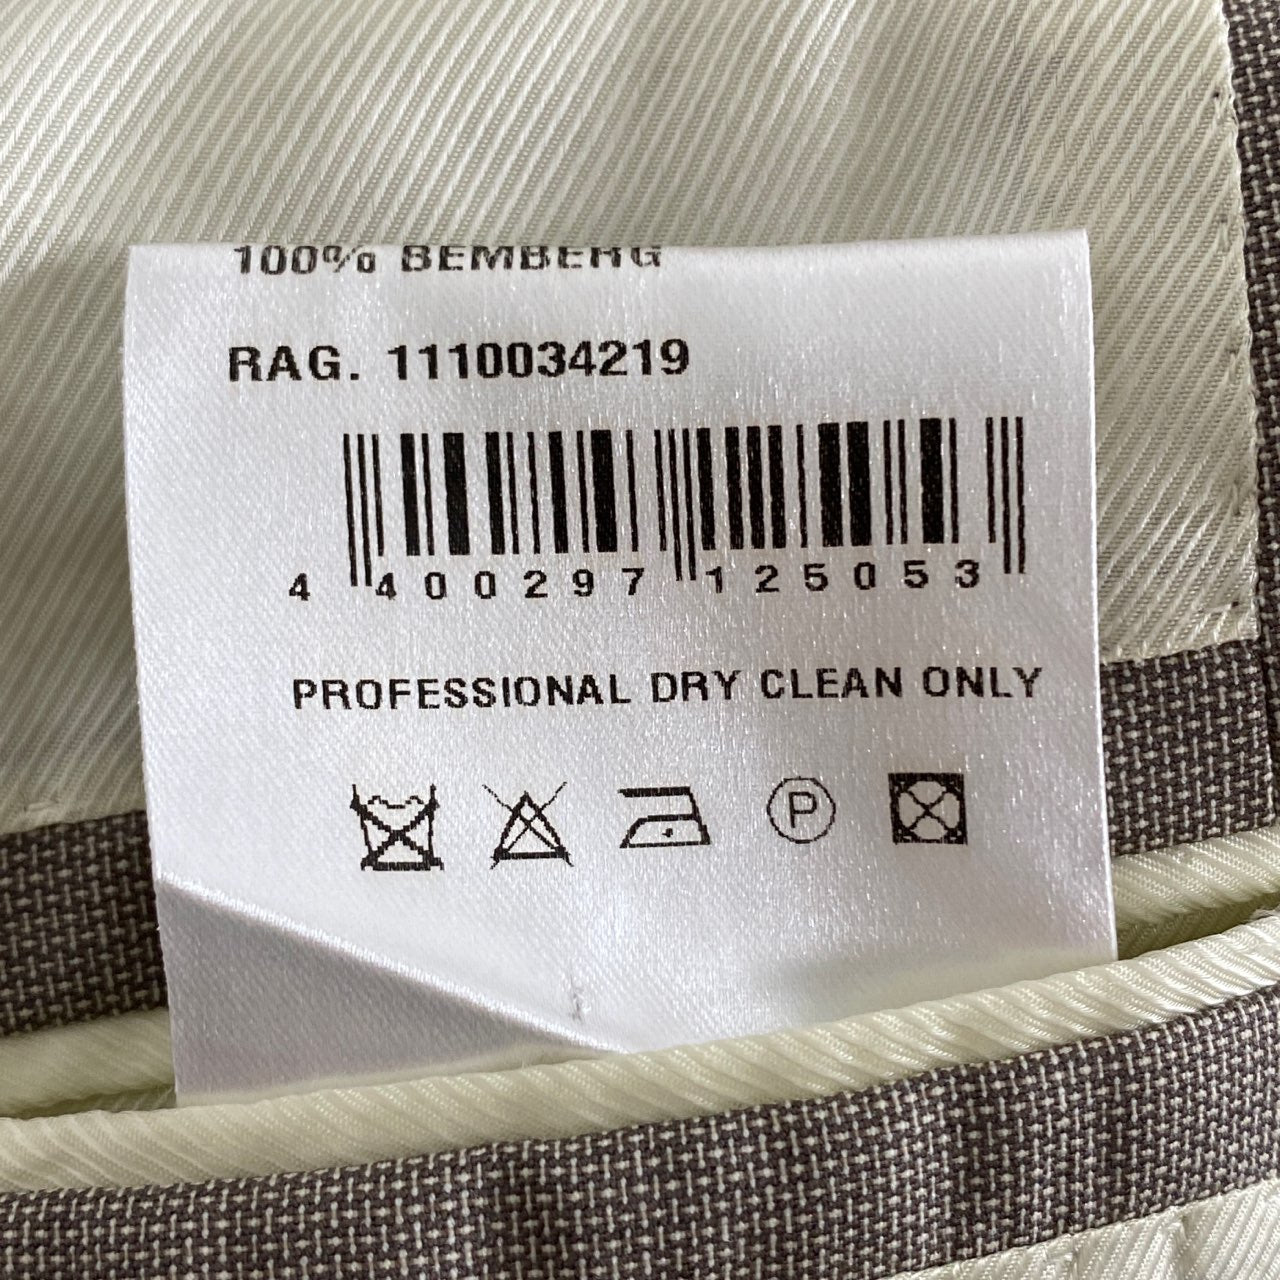 100% BEMBERG
RAG. 1110034219
4 400297 125053
PROFESSIONAL DRY CLEAN ONLY
P